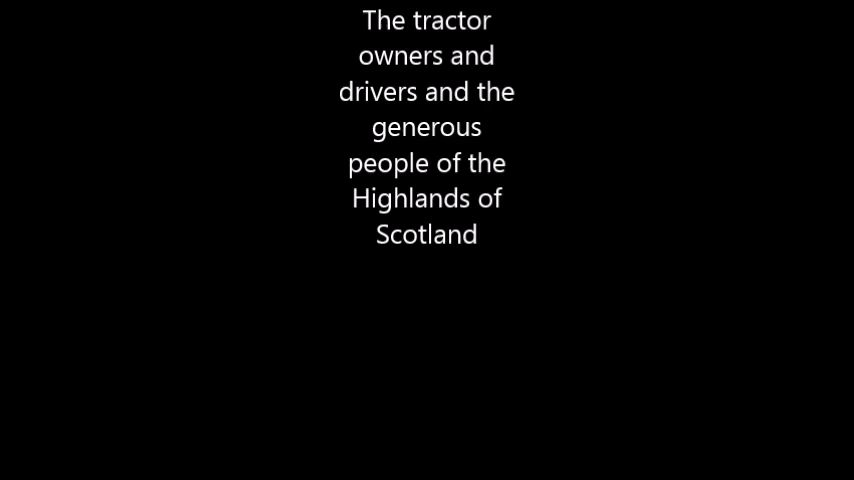 The tractor
owners and
drivers and the
generous
people of the
Highlands of
Scotland